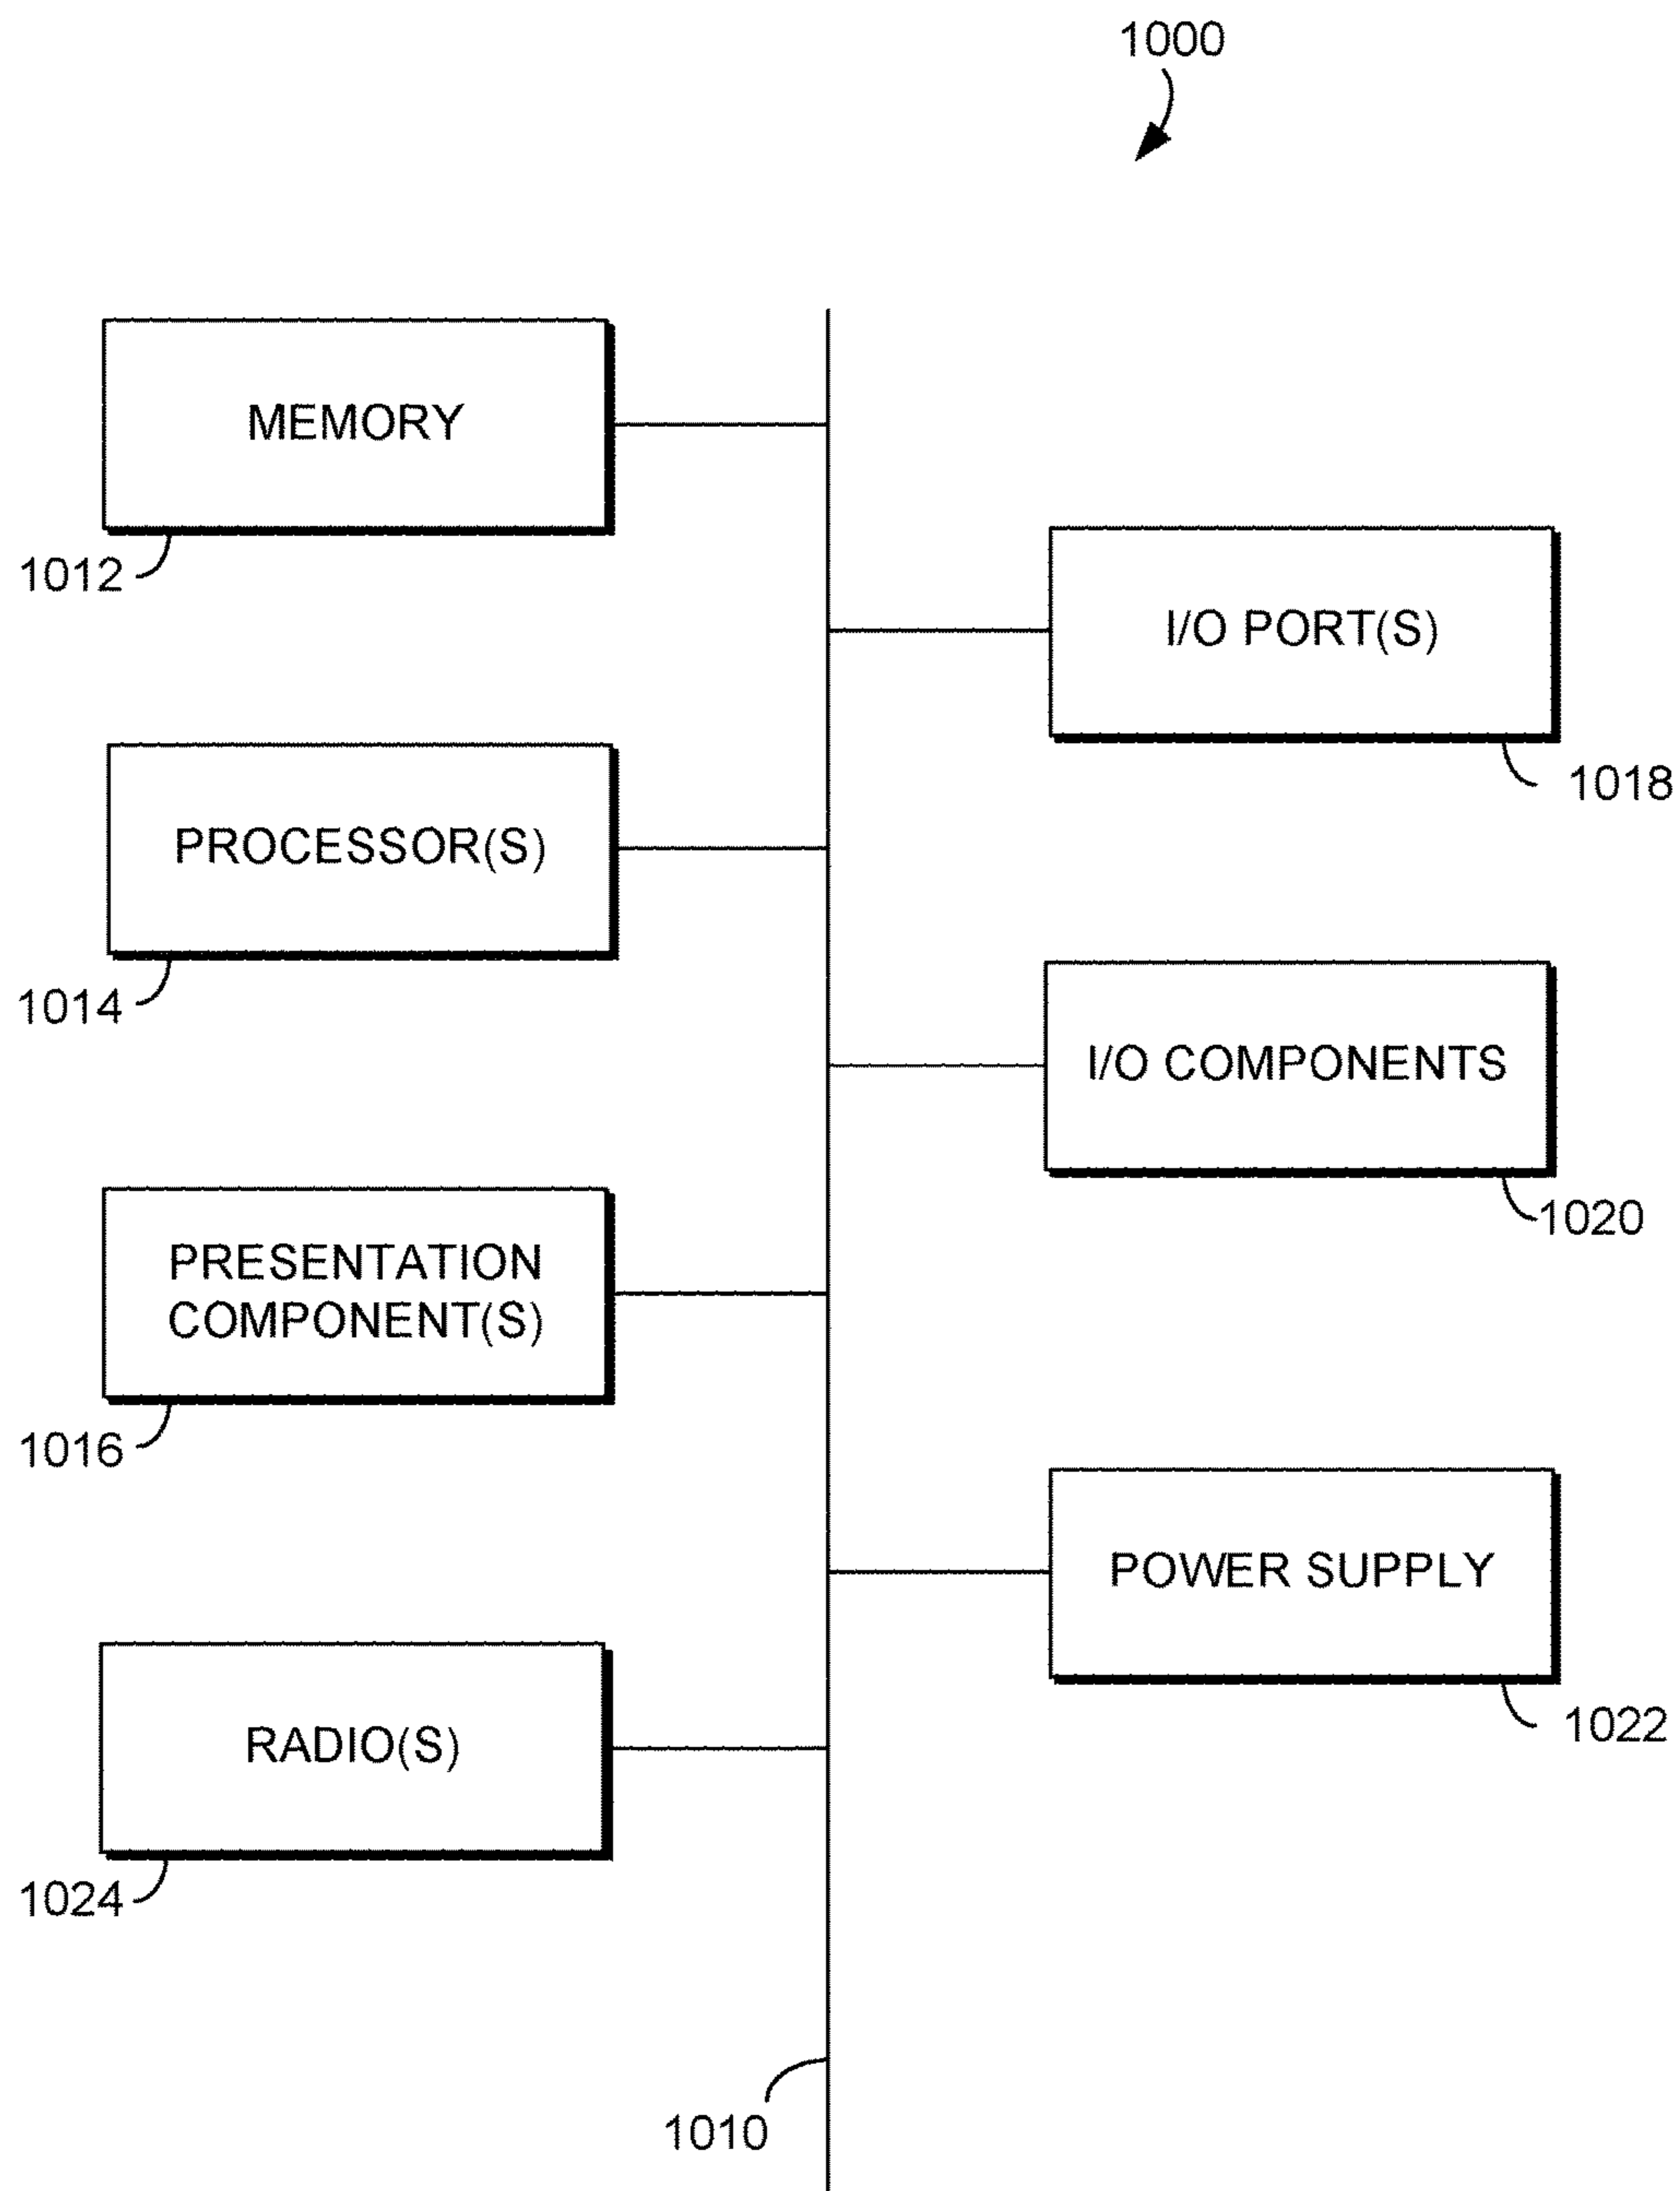 1000
MEMORY
1012
I/O PORT(S)
1018
PROCESSOR(S)
1014
I/O COMPONENTS
1020
PRESENTATION
COMPONENT(S)
1016
POWER SUPPLY
1022
RADIO(S)
1024
1010